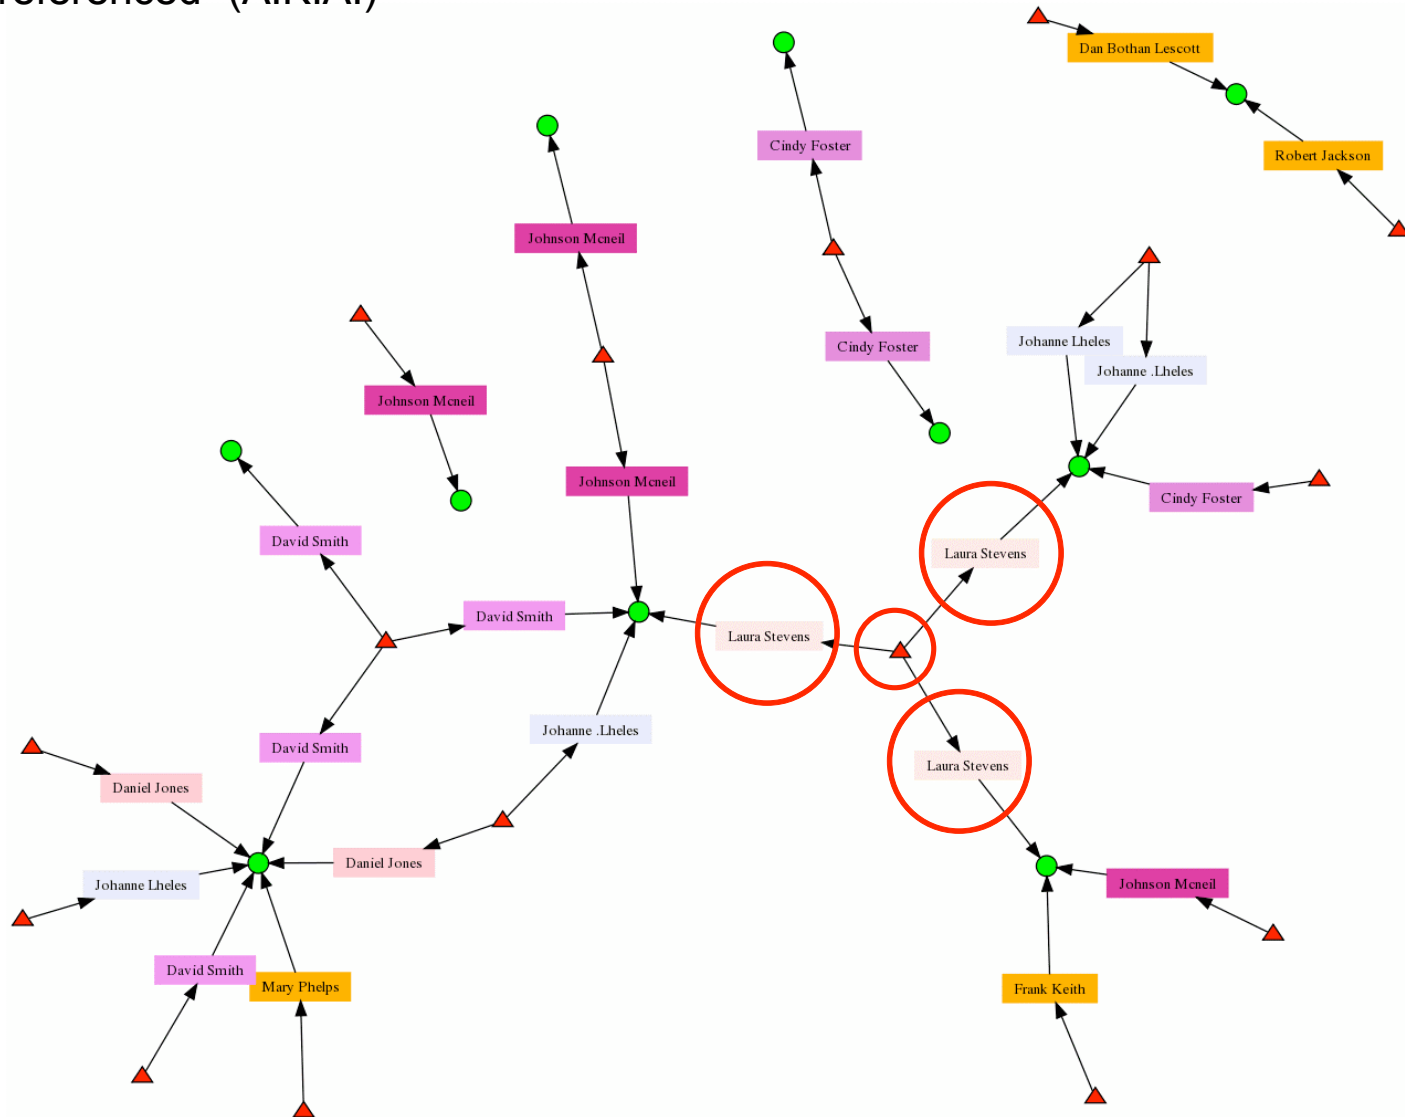 Dan Bothan Lescott
Cindy Foster
Robert Jackson
Johnson Mcneil
Johanne Lheles
Cindy Foster
Johanne .Lheles
Johnson Mcneil
Johnson Mcneil
Cindy Foster
David Smith
Laura Stevens
David Smith
Laura Stevens
Johanne .Lheles
David Smith
Laura Stevens
Daniel Jones
Daniel Jones
Johanne Lheles
Johnson Mcneil
David Smith
Mary Phelps
Frank Keith